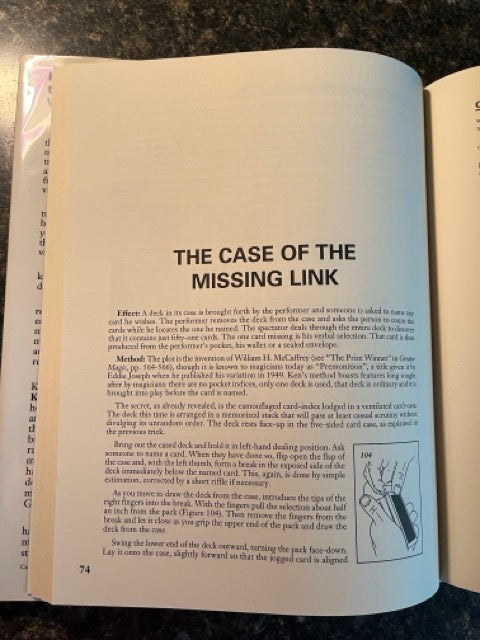 THE CASE OF THE
MISSING LINK
Effect: A deck in its case is brought forth by the performer and someone is asked to name any
card he wishes. The performer removes the deck from the case and asks the person to count the
cards while he locates the one he named. The spectator deals through the entire deck to discover
that it contains just fifty-one cards. The one card missing is his verbal selection. That card is then
produced from the performer's pocket, his wallet or a sealed envelope.
Method: The plot is the invention of William H. McCaffrey (see "The Print Winner" in Greater
Magic, pp. 564-566), though it is known to magicians today as "Premonition", a title given it by
Eddie Joseph when he published his variation in 1949. Ken's method boasts features long sought
after by magicians: there are no pocket indices, only one deck is used, that deck is ordinary and it is
brought into play before the card is named.
The secret, as already revealed, is the camouflaged card-index lodged in a ventilated card-case.
The deck this time is arranged in a memorized stack that will pass at least casual scrutiny without
divulging its unrandom order. The deck rests face-up in the five-sided card case, as explained in
the previous trick.
Bring out the cased deck and hold it in left-hand dealing position. Ask
someone to name a card. When they have done so, flip open the flap of
the case and, with the left thumb, form a break in the exposed side of the
deck immediately below the named card. This, again, is done by simple
estimation, corrected by a short riffle if necessary.
As you move to draw the deck from the case, introduce the tips of the
right fingers into the break. With the fingers pull the selection about half
an inch from the pack (Figure 104). Then remove the fingers from the
break and let it close as you grip the upper end of the pack and draw the
deck from the case.
Swing the lower end of the deck outward, turning the pack face-down.
Lay it onto the case, slightly forward so that the jogged card is aligned
104
74